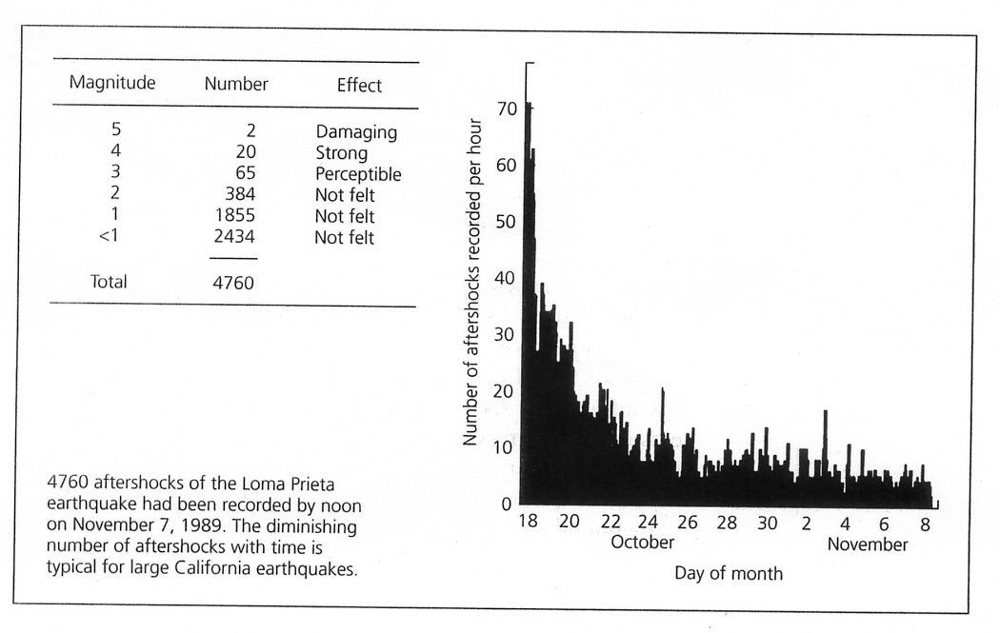 Magnitude Number Effect
5 2 Damaging
4 20 Strong
3 65 Perceptible
2 384 Not felt
1 1855 Not felt
<1 2434 Not felt
Total 4760
4760 aftershocks of the Loma Prieta
earthquake had been recorded by noon
on November 7, 1989. The diminishing
number of aftershocks with time is
typical for large California earthquakes.
Number of aftershocks recorded per hour
70
60
50
40
30
20
10
0
18 20 22 24 26 28 30 2 4 6 8
October November
Day of month